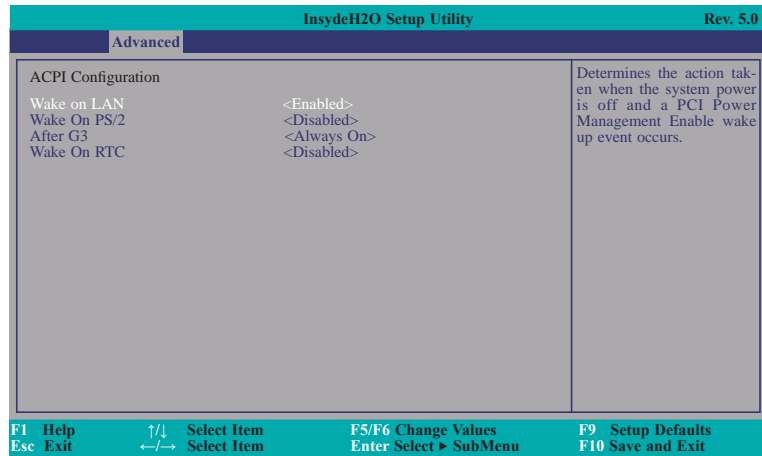 InsydeH2O Setup Utility Rev. 5.0
Advanced
ACPI Configuration
Wake on LAN <Enabled>
Wake On PS/2 <Disabled>
After G3 <Always On>
Wake On RTC <Disabled>
Determines the action tak-
en when the system power
is off and a PCI Power
Management Enable wake
up event occurs.
F1 Help ↑/↓ Select Item F5/F6 Change Values F9 Setup Defaults
Esc Exit ←/→ Select Item Enter Select ► SubMenu F10 Save and Exit